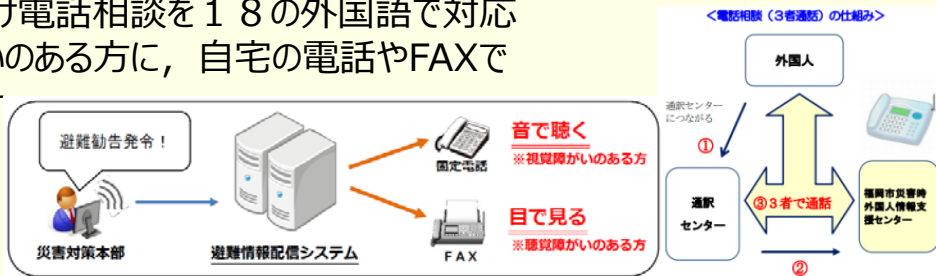 け電話相談を１８の外国語で対応
いのある方に，自宅の電話やFAXで
避難勧告発令！
災害対策本部
避難情報配信システム
固定電話
音で聴く
※視覚障がいのある方
FAX
目で見る
※聴覚障がいのある方
＜電話相談（３者通話）の仕組み＞
外国人
通訳センター
につながる
①
通訳
センター
③３者で通話
福岡市災害時
外国人情報支
援センター
②